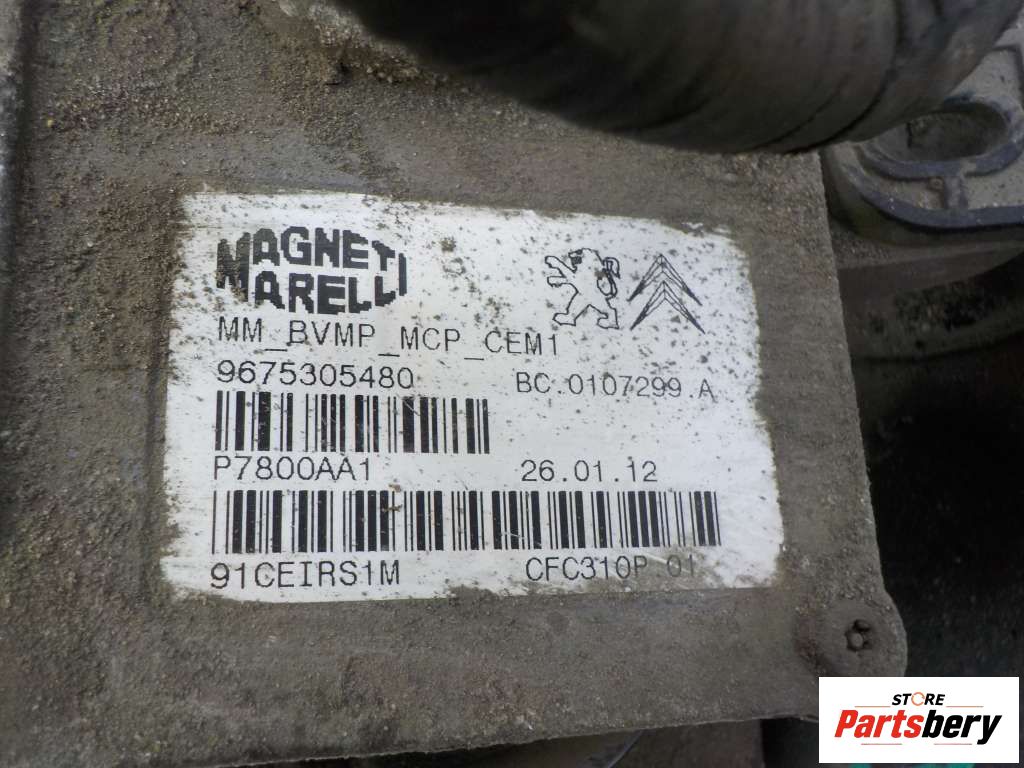 MAGNETI
MARELLI
MM_BVMP_MCP_CEM1
9675305480 BC.0107299.A
P7800AA1 26.01.12
91CEIRS1M CFC310P.01
STORE
Partsbery